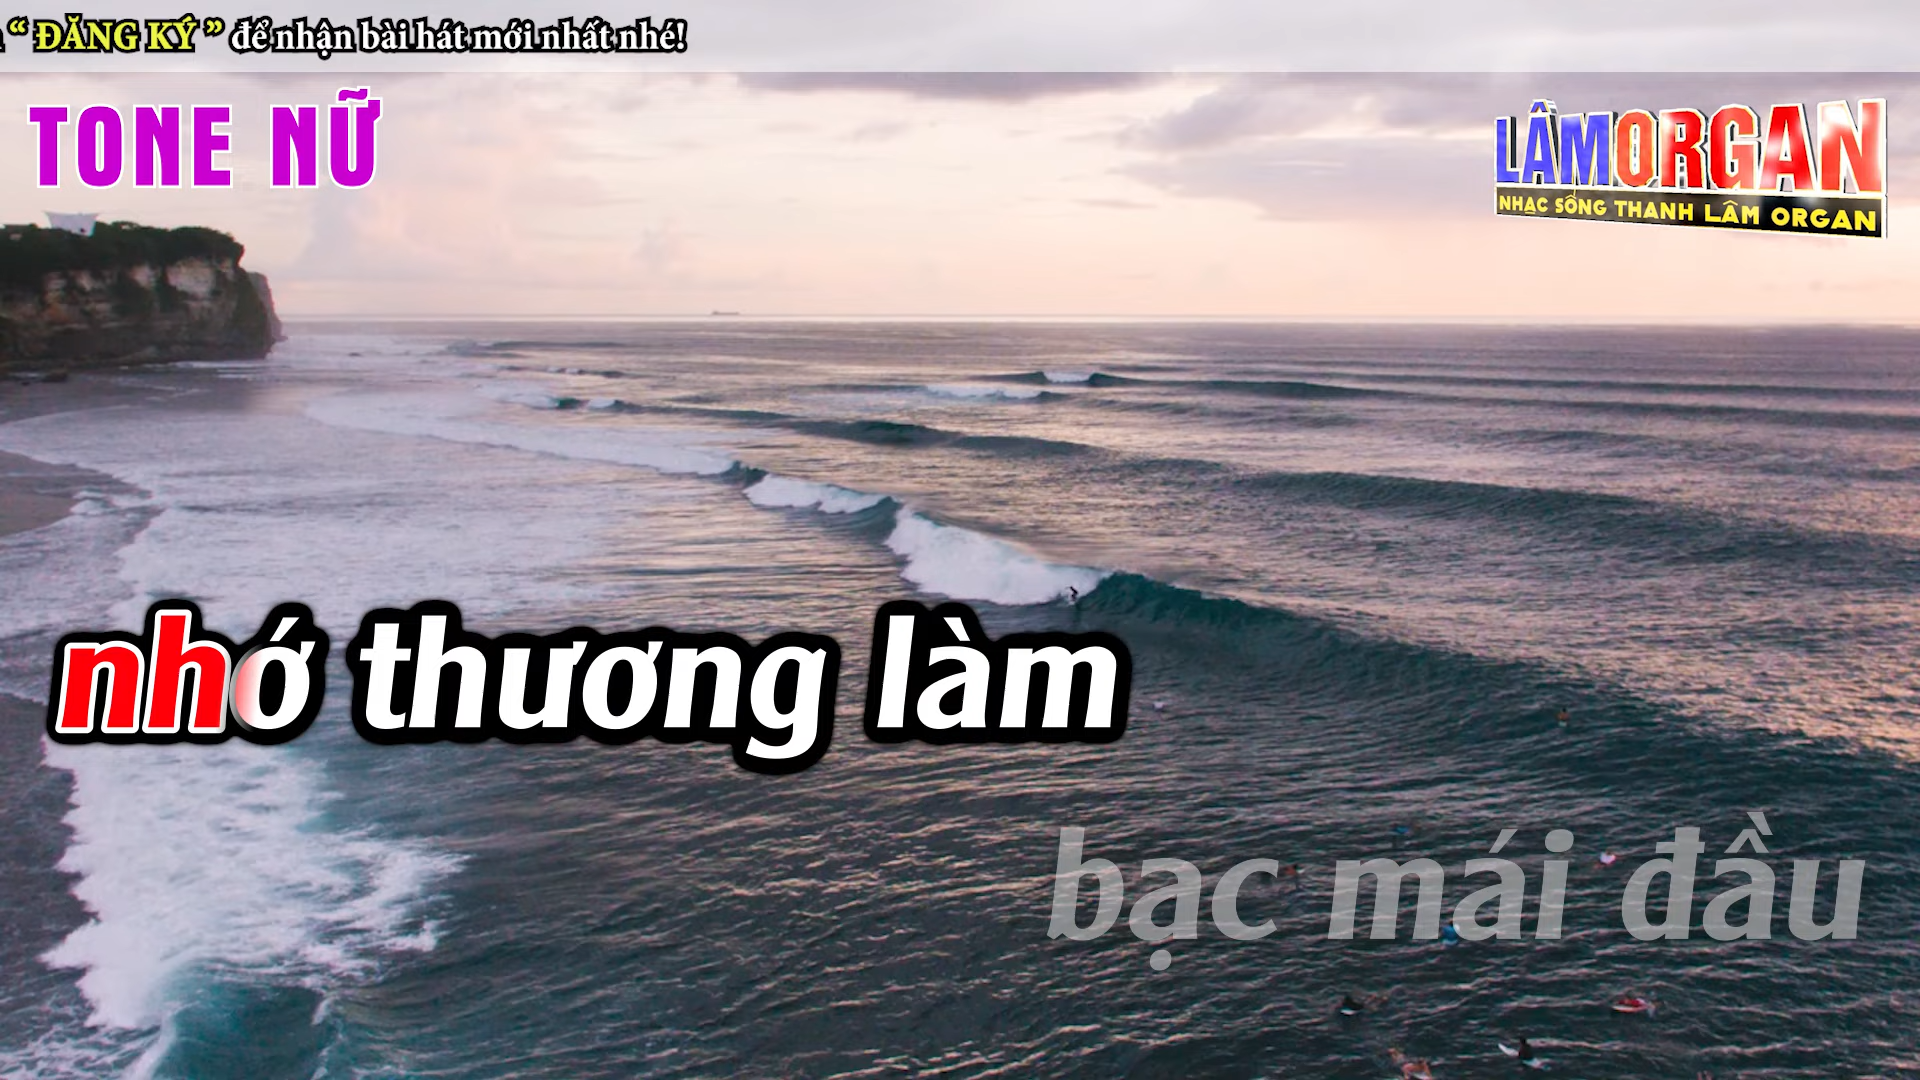 “ ĐĂNG KÝ ” để nhận bài hát mới nhất nhé!
TONE NỮ
LÂMORGAN
NHẠC SỐNG THANH LÂM ORGAN
nhớ thương làm
bạc mái đầu